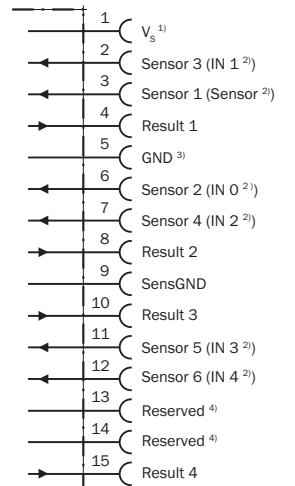 1 V_S 1)
2 Sensor 3 (IN 1 2))
3 Sensor 1 (Sensor 2))
4 Result 1
5 GND 3)
6 Sensor 2 (IN 0 2))
7 Sensor 4 (IN 2 2))
8 Result 2
9 SensGND
10 Result 3
11 Sensor 5 (IN 3 2))
12 Sensor 6 (IN 4 2))
13 Reserved 4)
14 Reserved 4)
15 Result 4